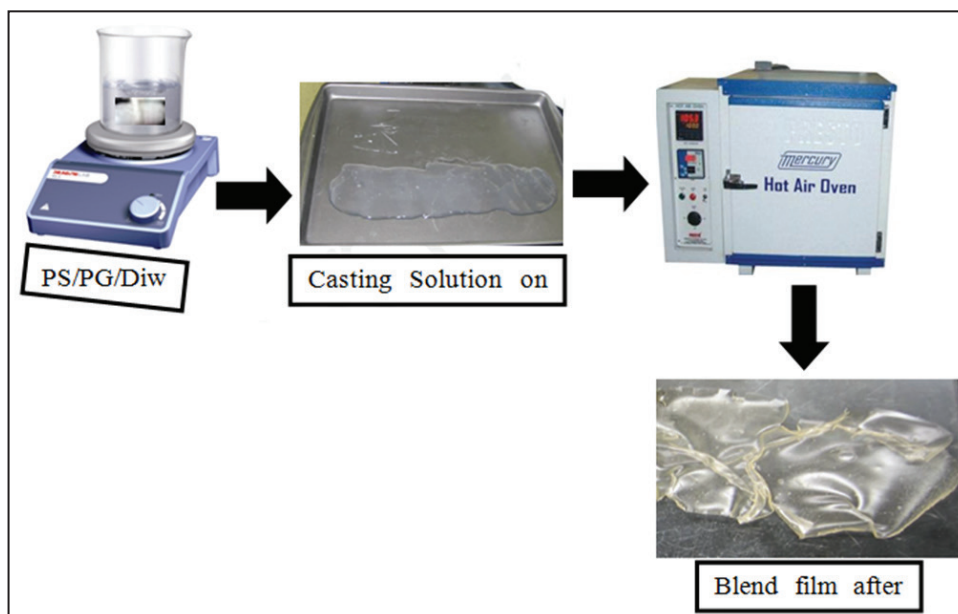 PS/PG/Diw
Casting Solution on
mercury
Hot Air Oven
Blend film after